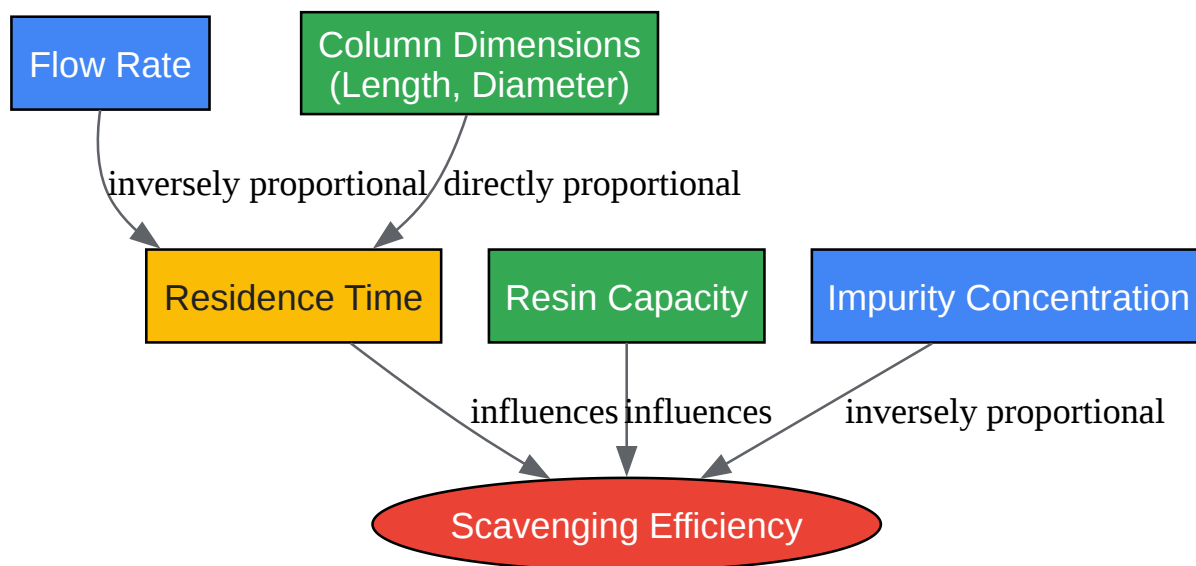 Flow Rate
Column Dimensions
(Length, Diameter)
inversely proportional
directly proportional
Residence Time
Resin Capacity
Impurity Concentration
influences
influences
inversely proportional
Scavenging Efficiency